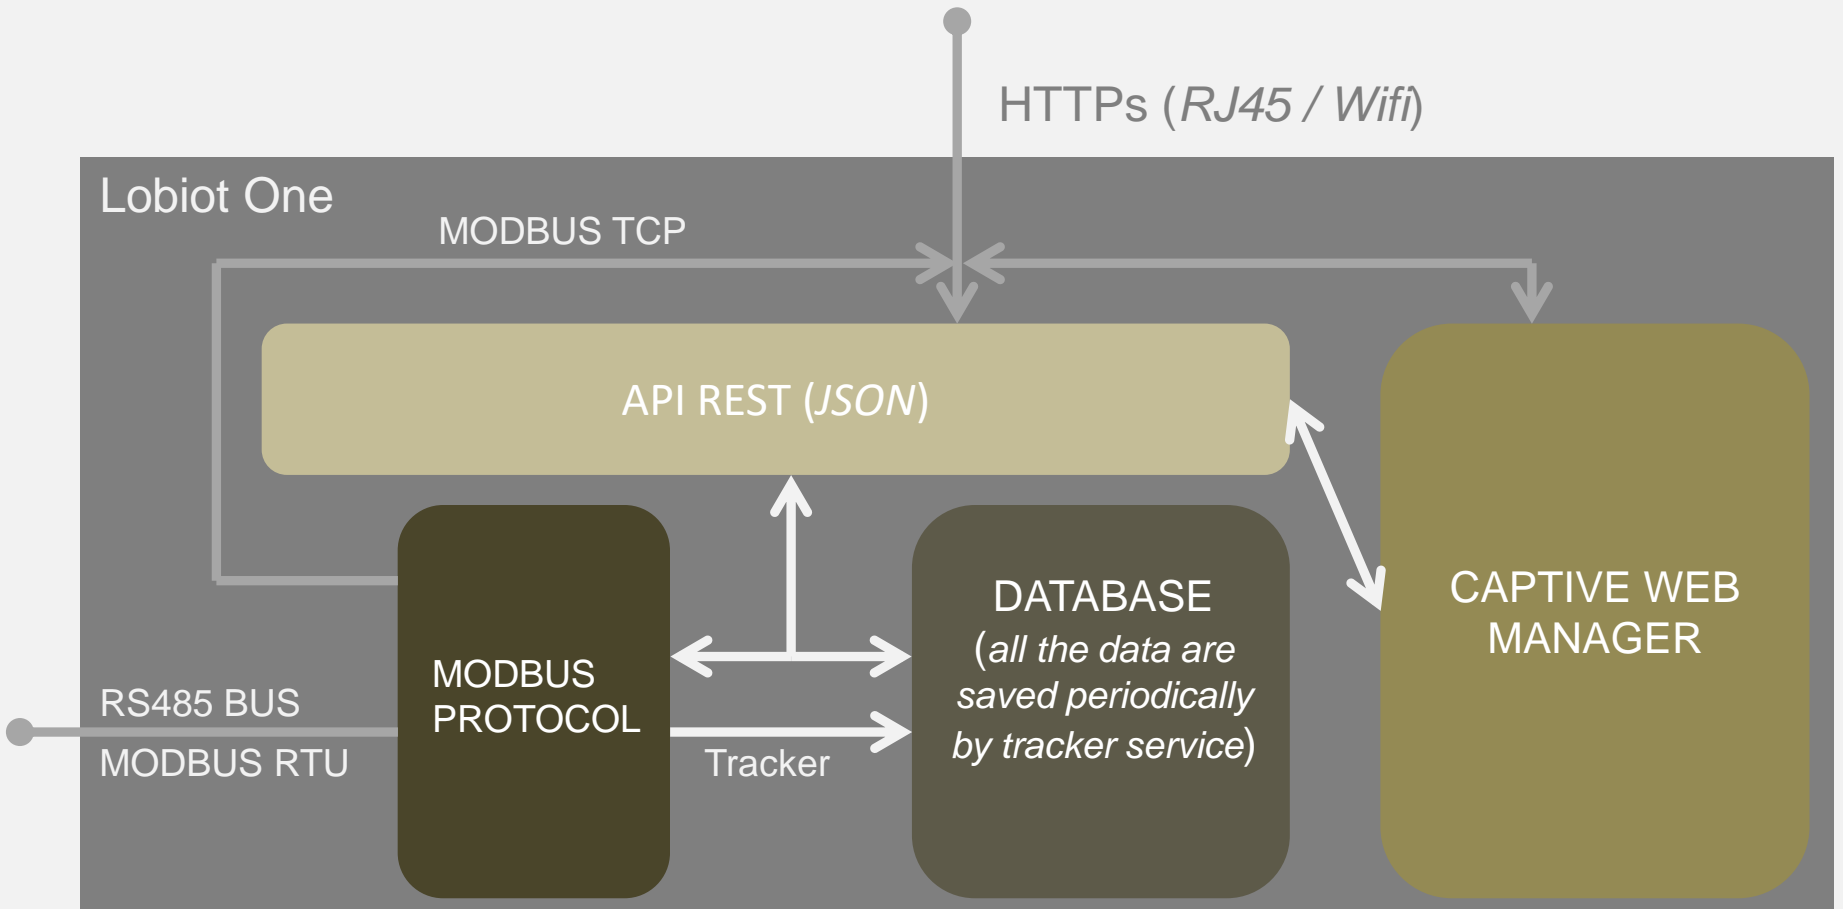 HTTPs (RJ45 / Wifi)
Lobiot One
MODBUS TCP
API REST (JSON)
DATABASE
(all the data are
saved periodically
by tracker service)
CAPTIVE WEB
MANAGER
MODBUS
PROTOCOL
RS485 BUS
MODBUS RTU
Tracker